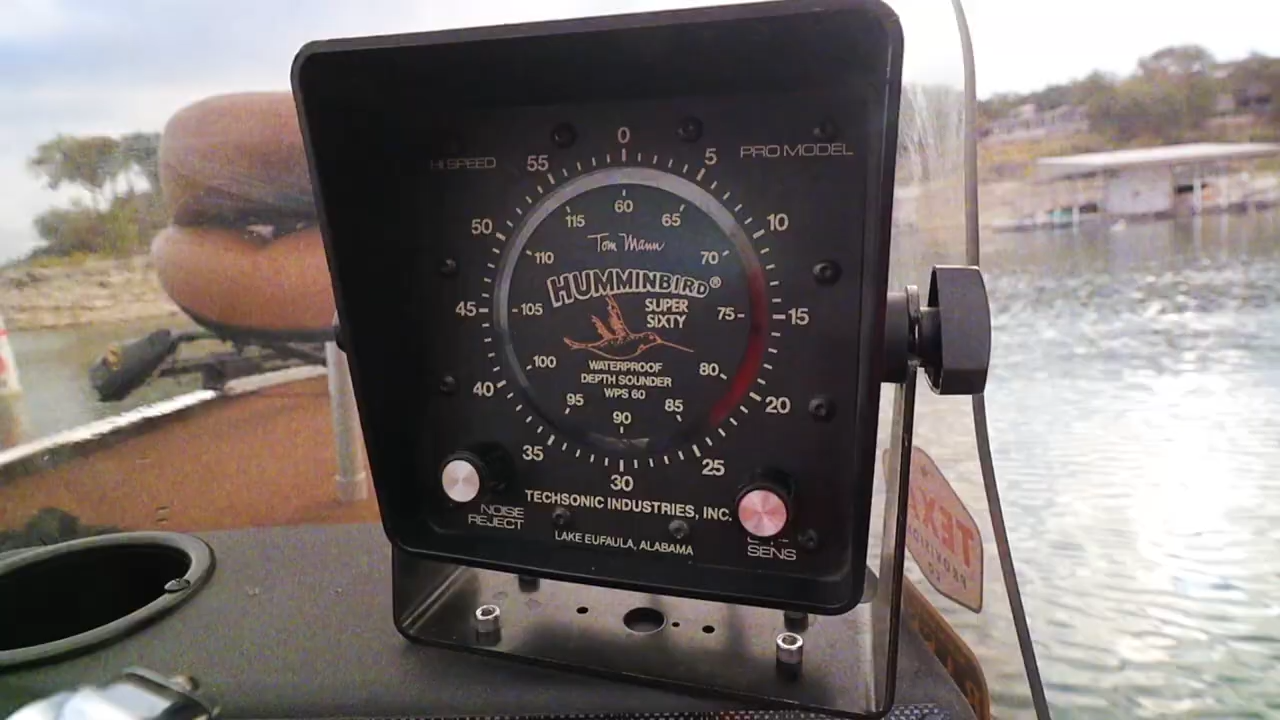 HI SPEED
PRO MODEL
0
5
10
15
20
25
30
35
40
45
50
55
60
65
70
75
80
85
90
95
100
105
110
115
Tom Mann
HUMMINBIRD®
SUPER
SIXTY
WATERPROOF
DEPTH SOUNDER
WPS 60
TECHSONIC INDUSTRIES, INC.
LAKE EUFAULA, ALABAMA
NOISE
REJECT
SENS